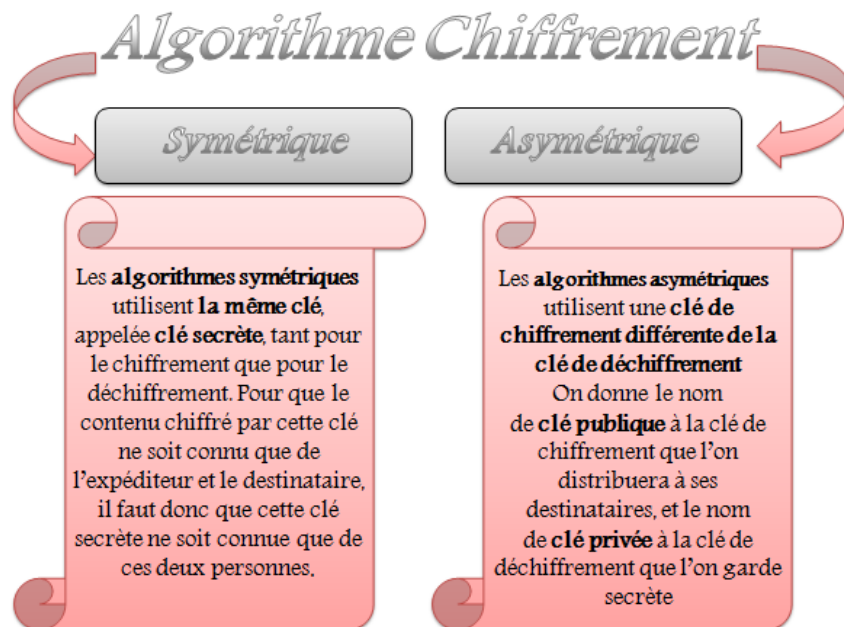 Algorithme Chiffrement
Symétrique
Asymétrique
Les algorithmes symétriques
utilisent la même clé,
appelée clé secrète, tant pour
le chiffrement que pour le
déchiffrement. Pour que le
contenu chiffré par cette clé
ne soit connu que de
l'expéditeur et le destinataire,
il faut donc que cette clé
secrète ne soit connue que de
ces deux personnes.
Les algorithmes asymétriques
utilisent une clé de
chiffrement différente de la
clé de déchiffrement
On donne le nom
de clé publique à la clé de
chiffrement que l'on
distribuera à ses
destinataires, et le nom
de clé privée à la clé de
déchiffrement que l'on garde
secrète